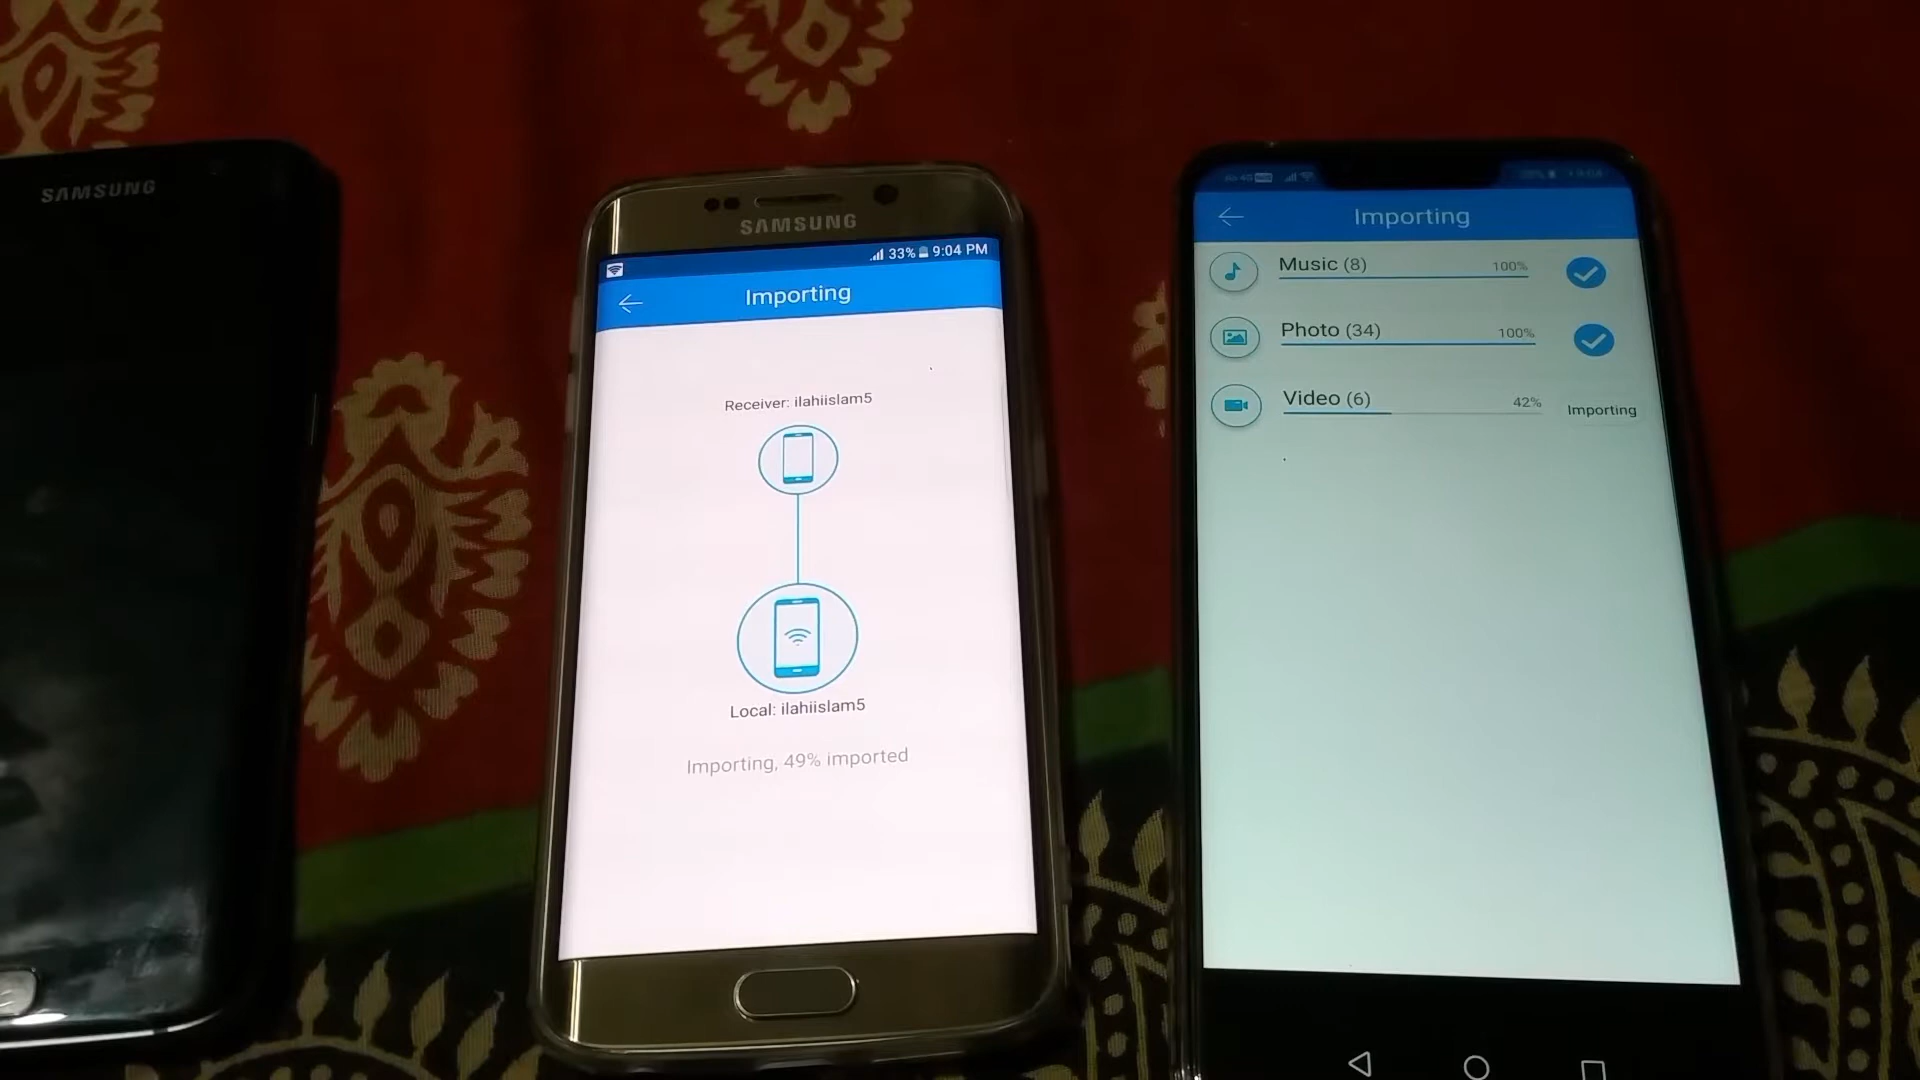 SAMSUNG
SAMSUNG
33% 9:04 PM
Importing
Receiver: ilahiislam5
Local: ilahiislam5
Importing, 49% imported
Importing
Music (8) 100%
Photo (34) 100%
Video (6) 42% Importing